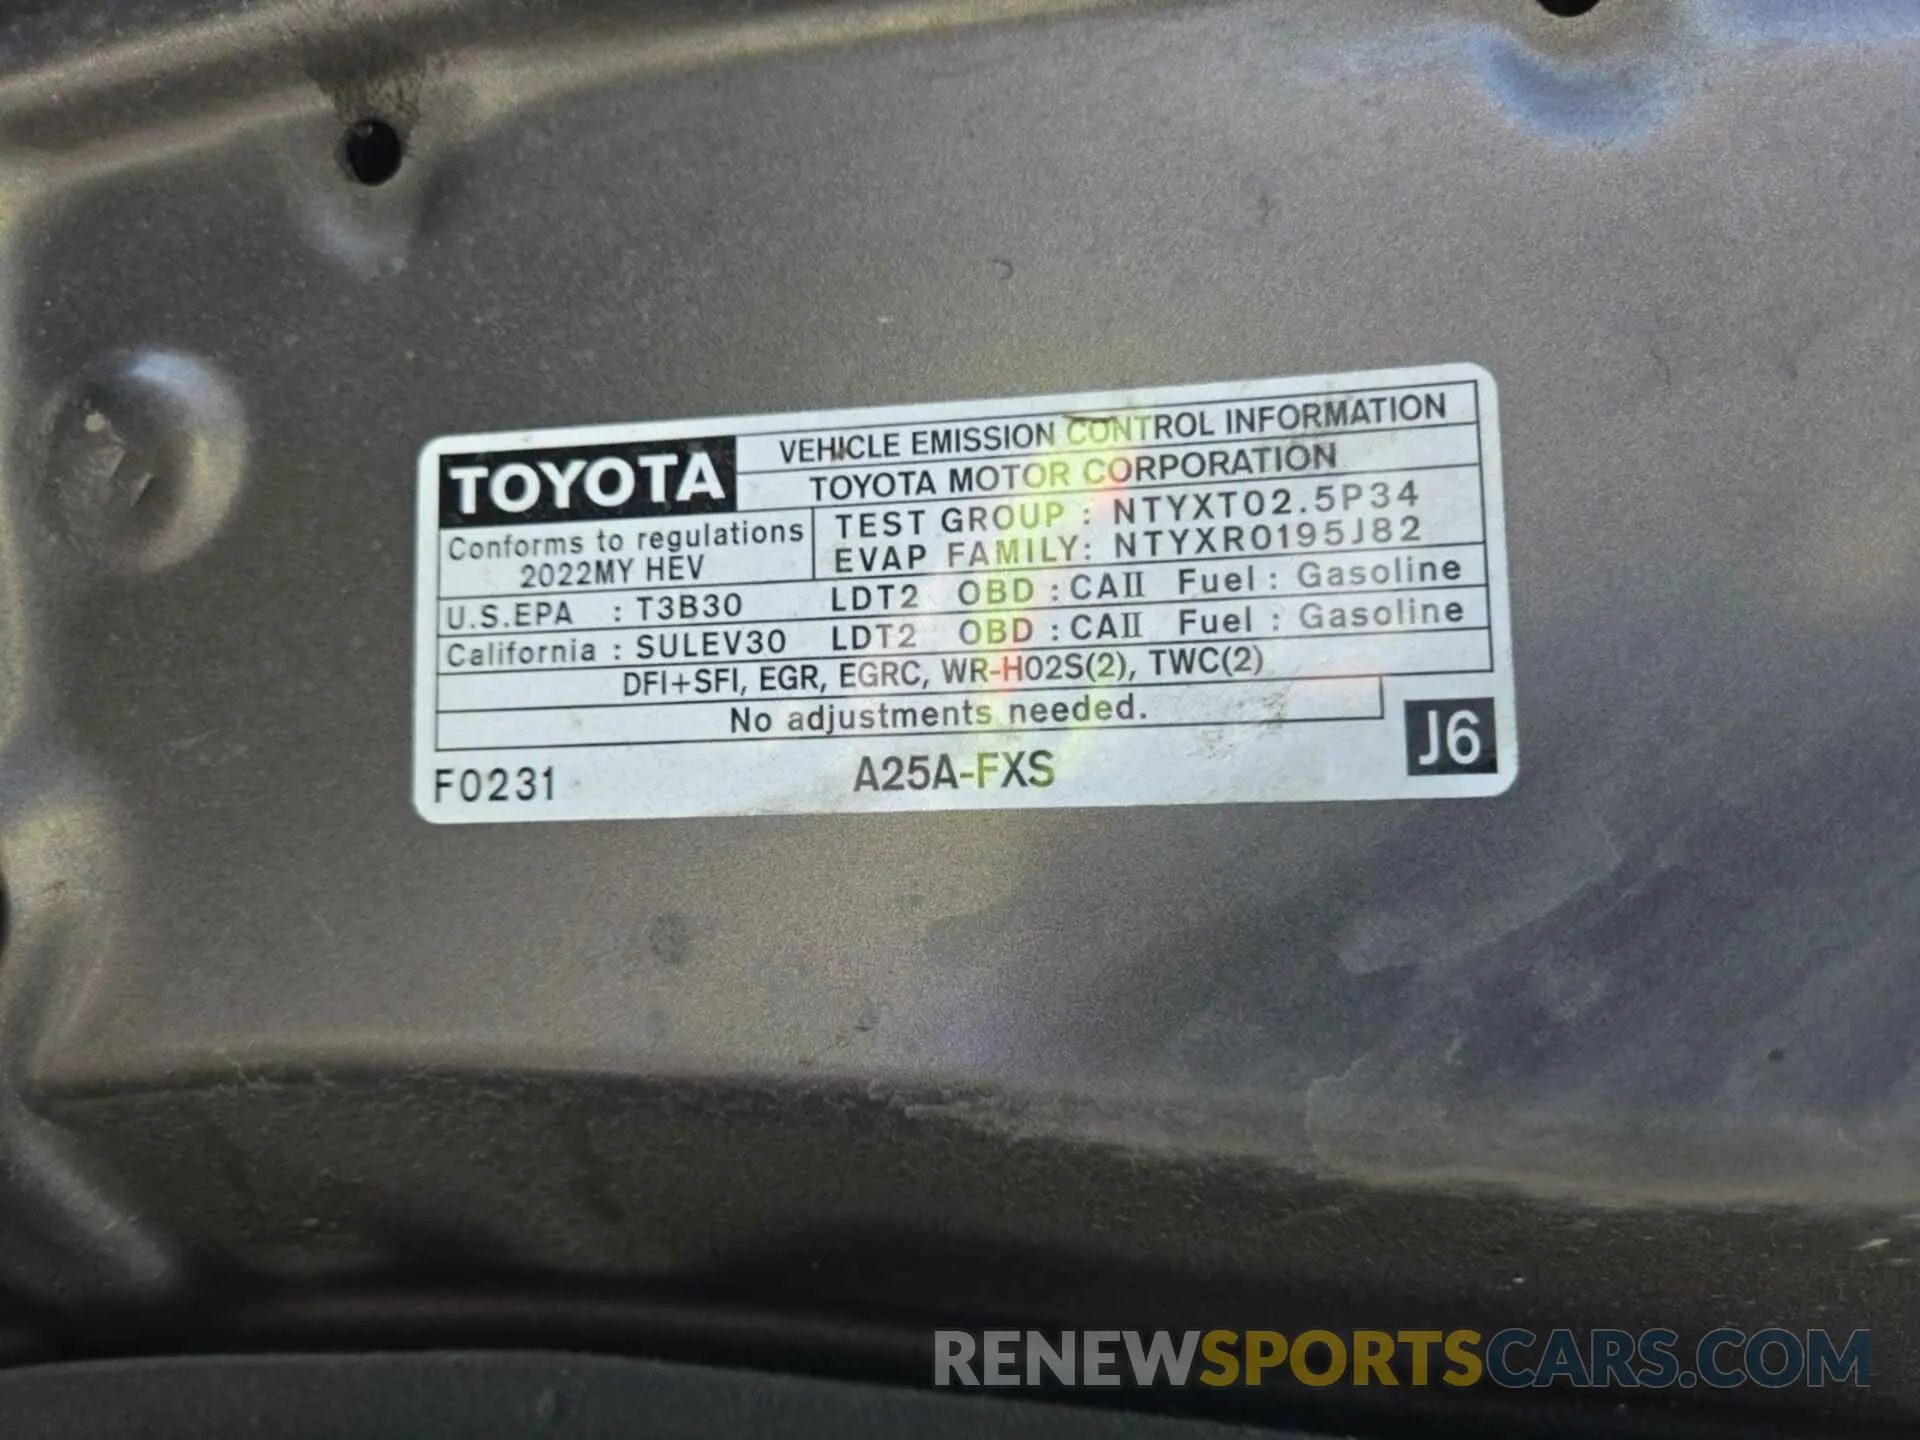 TOYOTA
VEHICLE EMISSION CONTROL INFORMATION
TOYOTA MOTOR CORPORATION
Conforms to regulations
2022MY HEV
TEST GROUP : NTYXT02.5P34
EVAP FAMILY: NTYXR0195J82
U.S.EPA : T3B30 LDT2 OBD : CAII Fuel : Gasoline
California : SULEV30 LDT2 OBD : CAII Fuel : Gasoline
DFI+SFI, EGR, EGRC, WR-HO2S(2), TWC(2)
No adjustments needed.
F0231 A25A-FXS J6
RENEWSPORTSCARS.COM